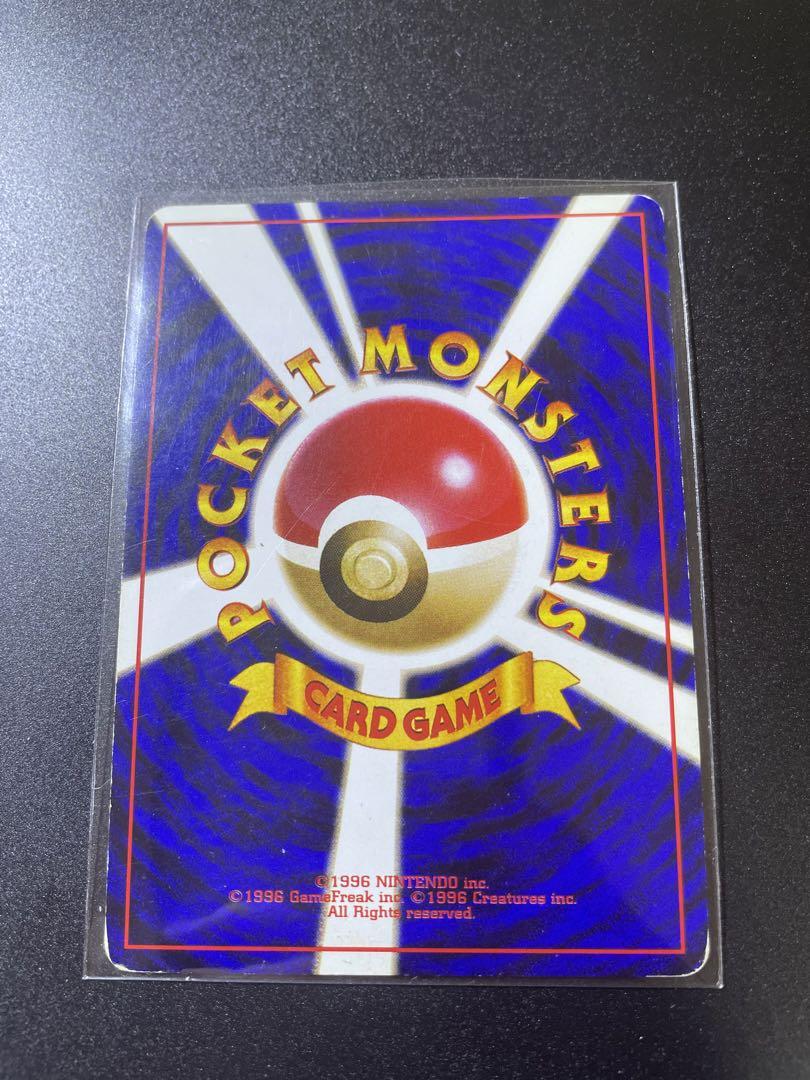 POCKET MONSTERS
CARD GAME
©1996 NINTENDO inc.
©1996 GameFreak inc. ©1996 Creatures inc.
All Rights reserved.